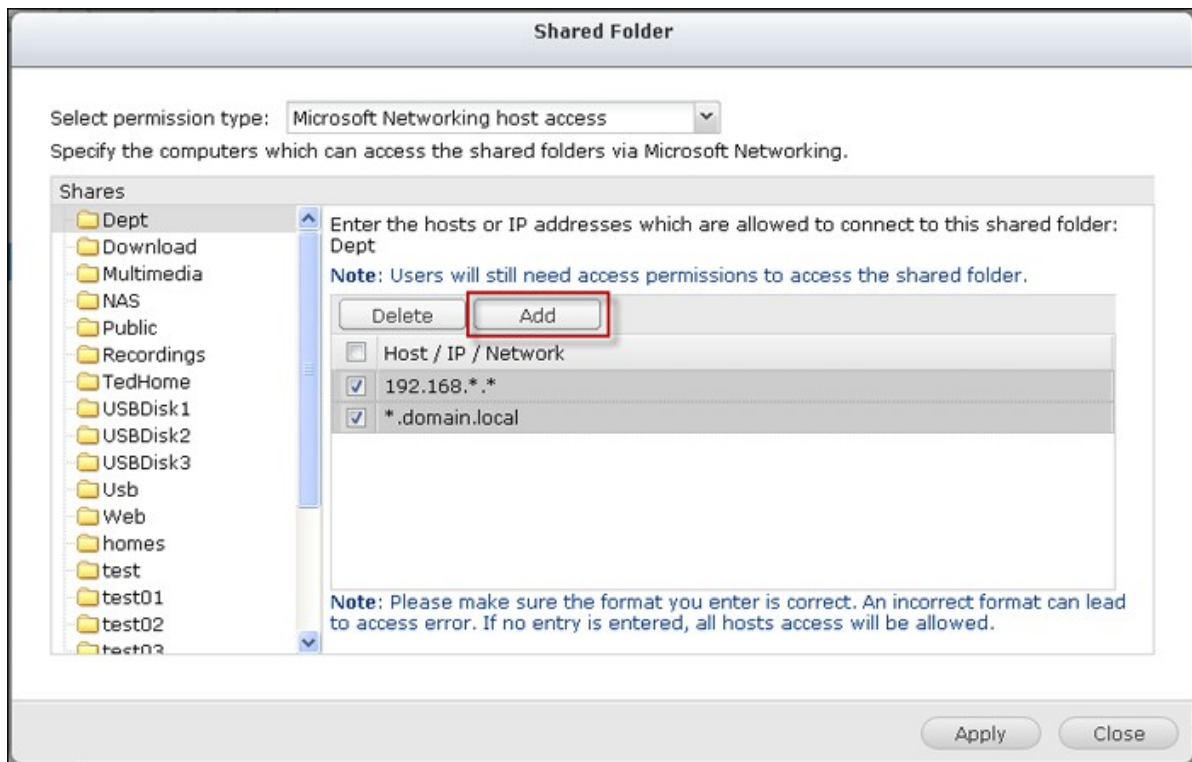 Shared Folder
Select permission type: Microsoft Networking host access
Specify the computers which can access the shared folders via Microsoft Networking.
Shares
Dept
Download
Multimedia
NAS
Public
Recordings
TedHome
USBDisk1
USBDisk2
USBDisk3
Usb
Web
homes
test
test01
test02
test03
Enter the hosts or IP addresses which are allowed to connect to this shared folder:
Dept
Note: Users will still need access permissions to access the shared folder.
Delete Add
Host / IP / Network
192.168.*.*
*.domain.local
Note: Please make sure the format you enter is correct. An incorrect format can lead
to access error. If no entry is entered, all hosts access will be allowed.
Apply Close